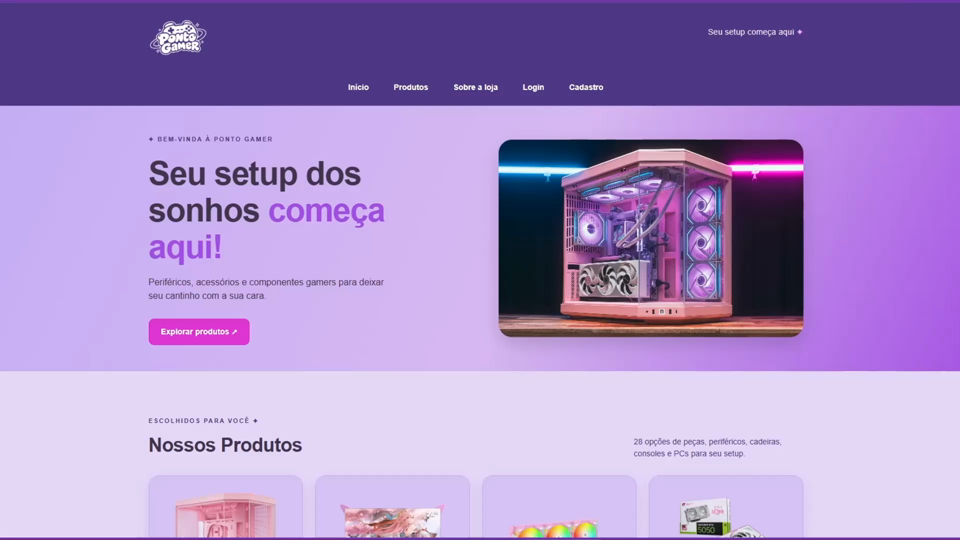 Ponto
Gamer
Seu setup começa aqui ✦
Início Produtos Sobre a loja Login Cadastro
✦ BEM-VINDA À PONTO GAMER
Seu setup dos
sonhos começa
aqui!
Periféricos, acessórios e componentes gamers para deixar
seu cantinho com a sua cara.
Explorar produtos ↗
ESCOLHIDOS PARA VOCÊ ✦
Nossos Produtos
28 opções de peças, periféricos, cadeiras,
consoles e PCs para seu setup.
5050